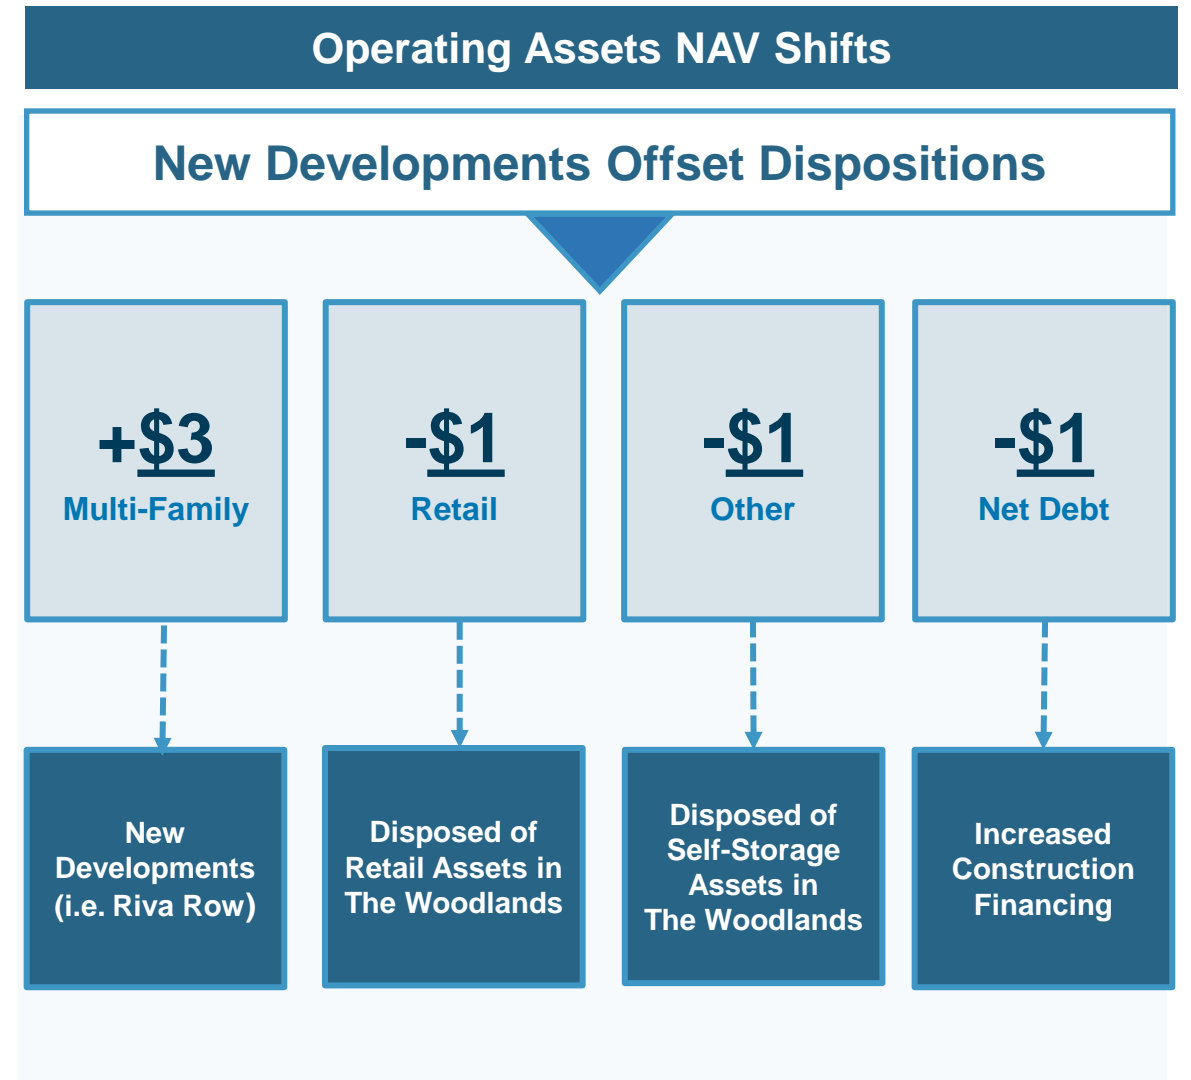 Operating Assets NAV Shifts
New Developments Offset Dispositions
+$3
Multi-Family
-$1
Retail
-$1
Other
-$1
Net Debt
New
Developments
(i.e. Riva Row)
Disposed of
Retail Assets in
The Woodlands
Disposed of
Self-Storage
Assets in
The Woodlands
Increased
Construction
Financing